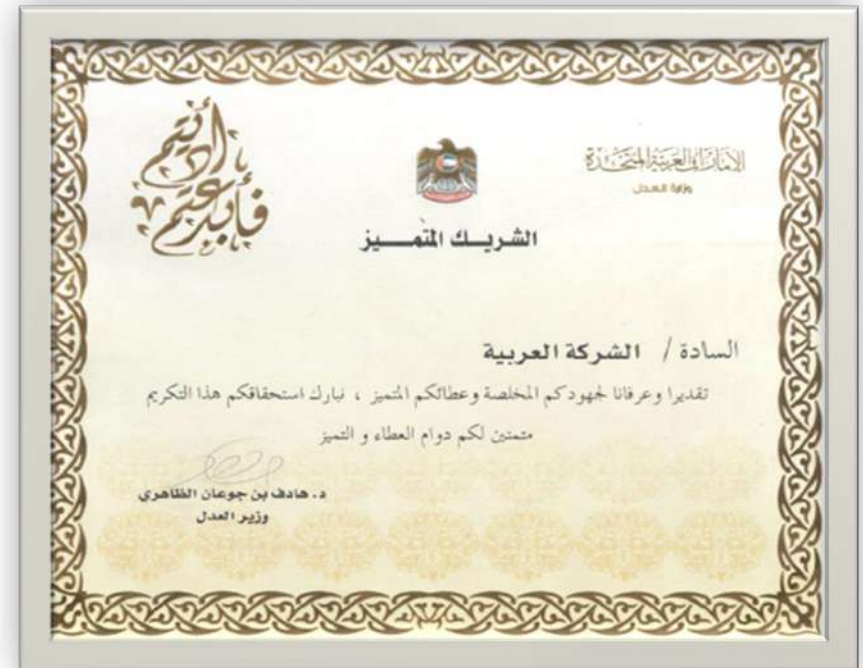 الإمارات العربية المتحدة
وزارة العدل
أديتم
فأبدعتم
الشريك المتميز
السادة / الشركة العربية
تقديرا وعرفانا لجهودكم المخلصة وعطائكم المتميز ، نبارك استحقاقكم هذا التكريم
متمنين لكم دوام العطاء و التميز
د. هادف بن جوعان الظاهري
وزير العدل